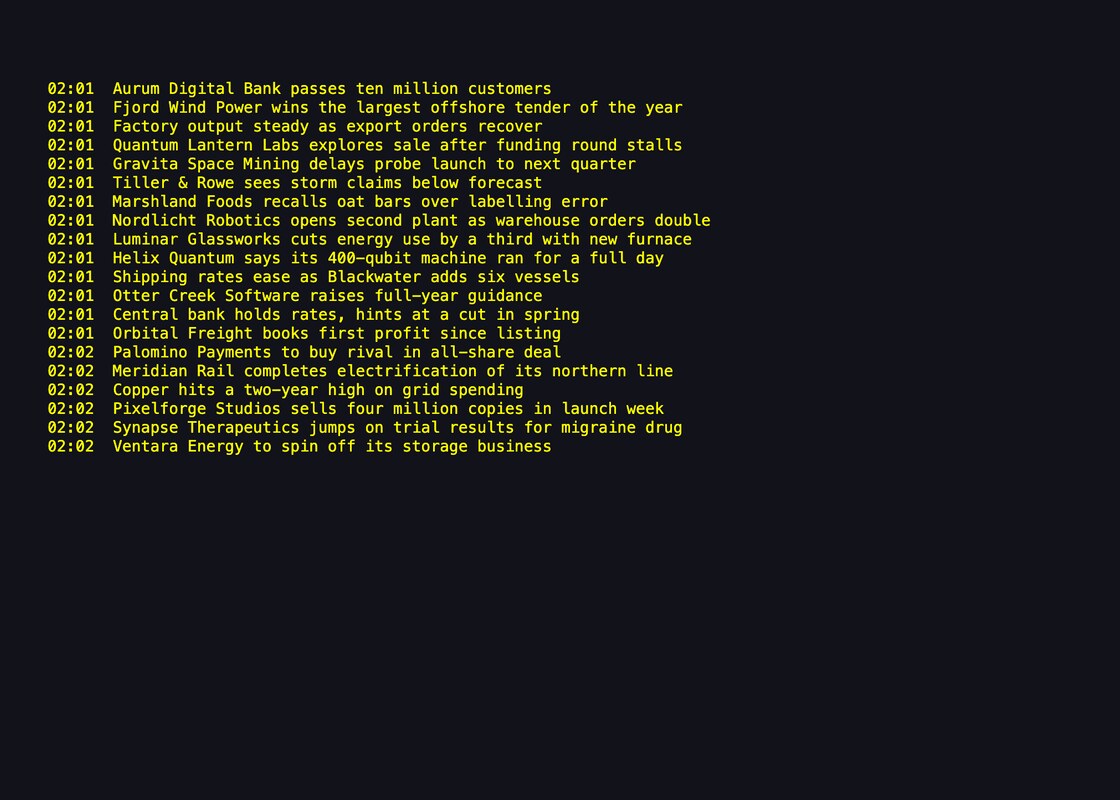 02:01 Aurum Digital Bank passes ten million customers
02:01 Fjord Wind Power wins the largest offshore tender of the year
02:01 Factory output steady as export orders recover
02:01 Quantum Lantern Labs explores sale after funding round stalls
02:01 Gravita Space Mining delays probe launch to next quarter
02:01 Tiller & Rowe sees storm claims below forecast
02:01 Marshland Foods recalls oat bars over labelling error
02:01 Nordlicht Robotics opens second plant as warehouse orders double
02:01 Luminar Glassworks cuts energy use by a third with new furnace
02:01 Helix Quantum says its 400-qubit machine ran for a full day
02:01 Shipping rates ease as Blackwater adds six vessels
02:01 Otter Creek Software raises full-year guidance
02:01 Central bank holds rates, hints at a cut in spring
02:01 Orbital Freight books first profit since listing
02:02 Palomino Payments to buy rival in all-share deal
02:02 Meridian Rail completes electrification of its northern line
02:02 Copper hits a two-year high on grid spending
02:02 Pixelforge Studios sells four million copies in launch week
02:02 Synapse Therapeutics jumps on trial results for migraine drug
02:02 Ventara Energy to spin off its storage business